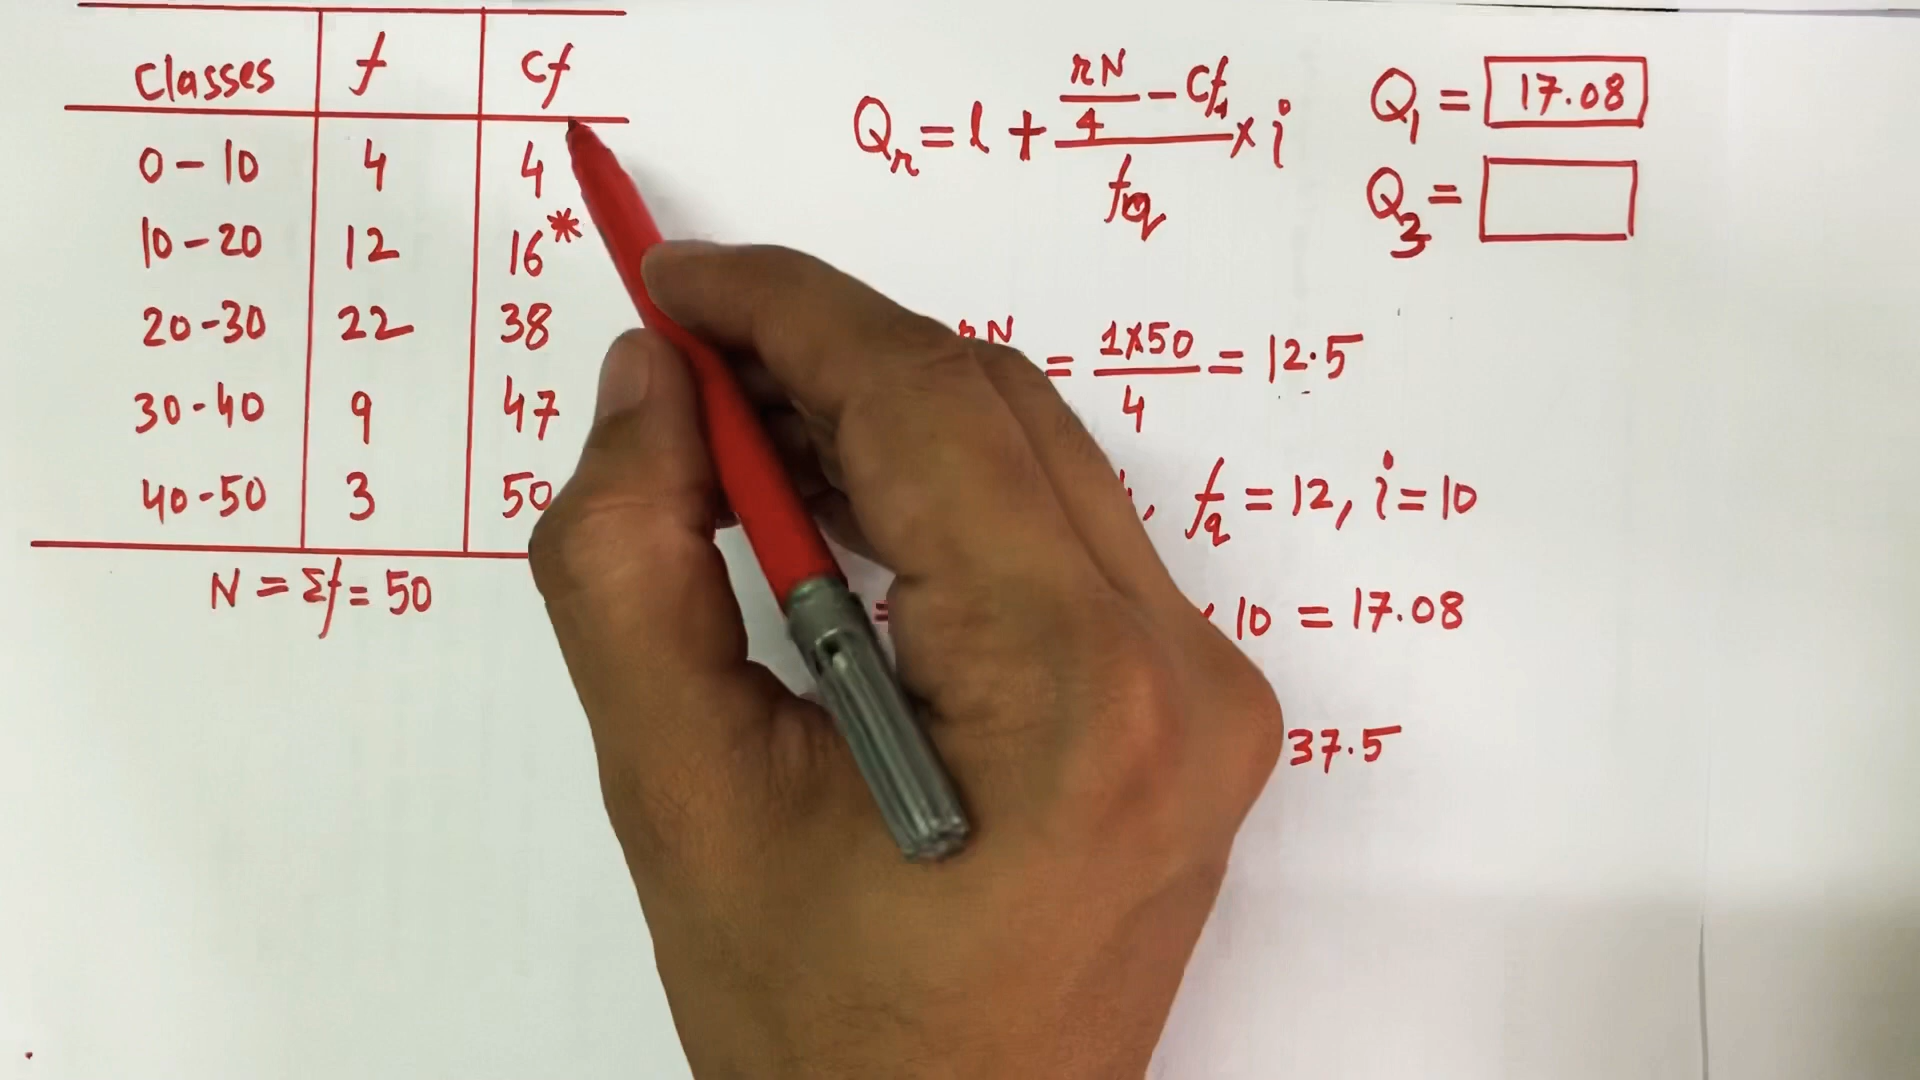 Classes f Cf
0-10 4 4
10-20 12 16*
20-30 22 38
30-40 9 47
40-50 3 50
N = Σf = 50
Qr = l + (rN/4 - Cf)/fq × i
Q1 = 17.08
Q3 =
rN = 1×50/4 = 12.5
fq = 12, i = 10
10 = 17.08
37.5